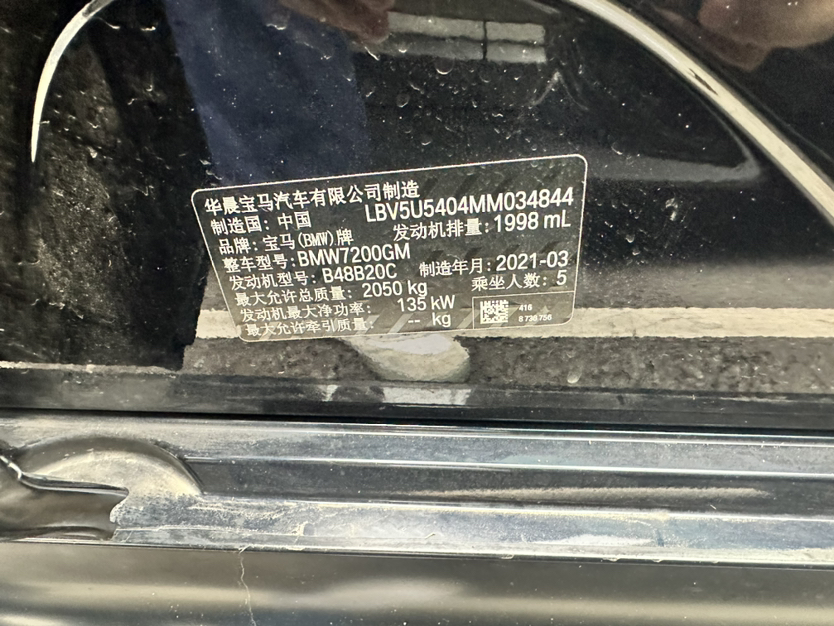 华晨宝马汽车有限公司制造
制造国：中国 LBV5U5404MM034844
品牌：宝马(BMW)牌 发动机排量：1998 mL
整车型号：BMW7200GM
发动机型号：B48B20C 制造年月：2021-03
最大允许总质量：2050 kg 乘坐人数：5
发动机最大净功率：135 kW
最大允许牵引质量：-- kg
416
8 738 756